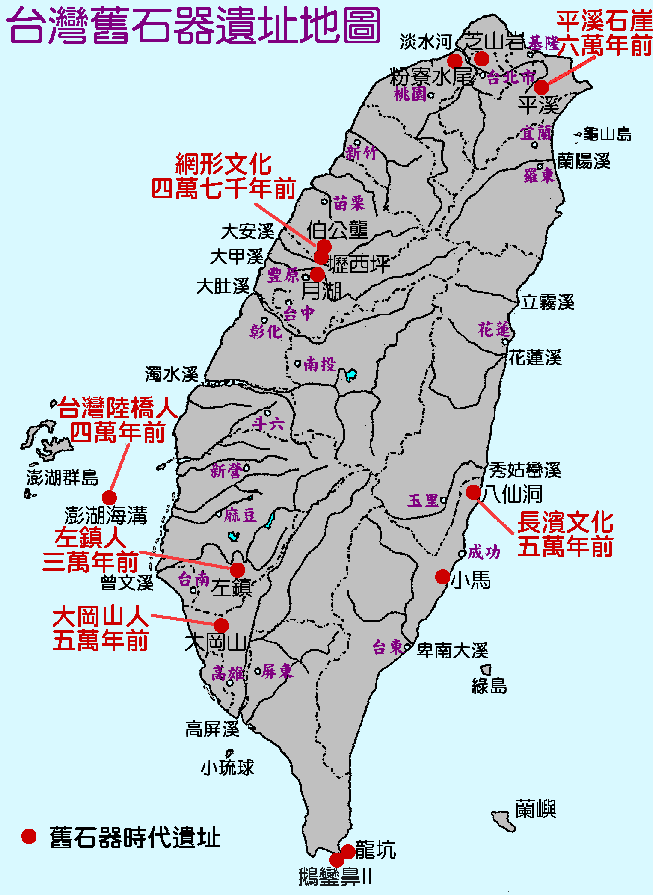 台灣舊石器遺址地圖
平溪石崖
六萬年前
淡水河
芝山岩
基隆
粉寮水尾
台北市
桃園
平溪
宜蘭
龜山島
新竹
蘭陽溪
羅東
網形文化
四萬七千年前
苗栗
大安溪
伯公壟
大甲溪
壢西坪
豐原
大肚溪
月湖
台中
立霧溪
彰化
花蓮
花蓮溪
南投
濁水溪
台灣陸橋人
四萬年前
斗六
澎湖群島
新營
秀姑巒溪
八仙洞
玉里
澎湖海溝
麻豆
長濱文化
五萬年前
左鎮人
三萬年前
成功
曾文溪
台南
左鎮
小馬
大岡山人
五萬年前
大岡山
台東
卑南大溪
高雄
屏東
綠島
高屏溪
小琉球
蘭嶼
舊石器時代遺址
龍坑
鵝鑾鼻II